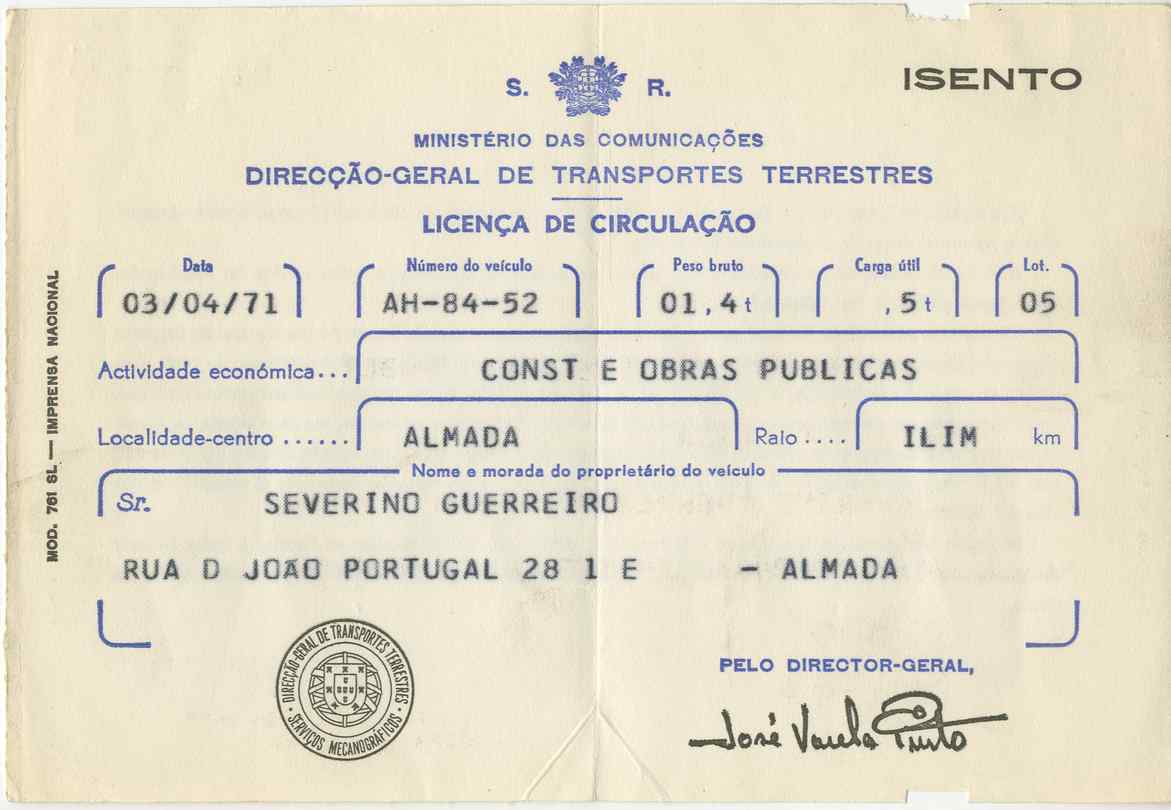 ISENTO
S. R.
MINISTÉRIO DAS COMUNICAÇÕES
DIRECÇÃO-GERAL DE TRANSPORTES TERRESTRES
LICENÇA DE CIRCULAÇÃO
Data Número do veículo Peso bruto Carga útil Lot.
03/04/71 AH-84-52 01,4t ,5t 05
Actividade económica... CONST E OBRAS PUBLICAS
Localidade-centro ...... ALMADA Raio .... ILIM km
Nome e morada do proprietário do veículo
Sr. SEVERINO GUERREIRO
RUA D JOAO PORTUGAL 28 1 E - ALMADA
PELO DIRECTOR-GERAL,
José Varela Pinto
DIRECÇÃO-GERAL DE TRANSPORTES TERRESTRES
• SERVIÇOS MECANOGRÁFICOS •
MOD. 761 SL — IMPRENSA NACIONAL